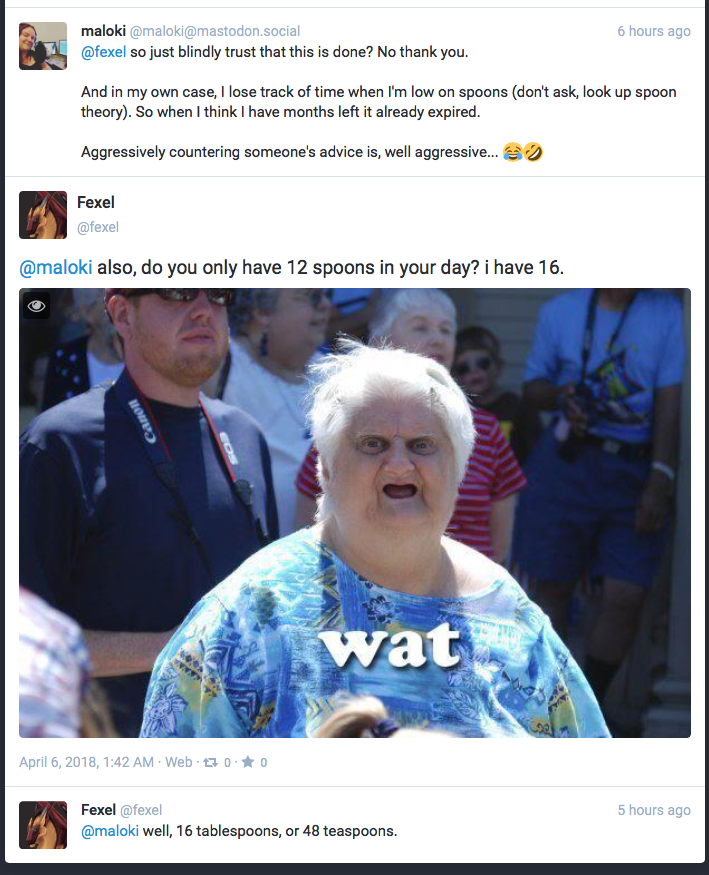 maloki @maloki@mastodon.social 6 hours ago
@fexel so just blindly trust that this is done? No thank you.
And in my own case, I lose track of time when I'm low on spoons (don't ask, look up spoon
theory). So when I think I have months left it already expired.
Aggressively countering someone's advice is, well aggressive... 😂🤣
Fexel
@fexel
@maloki also, do you only have 12 spoons in your day? i have 16.
Canon
EOS
wat
April 6, 2018, 1:42 AM · Web · 0 · 0
Fexel @fexel 5 hours ago
@maloki well, 16 tablespoons, or 48 teaspoons.